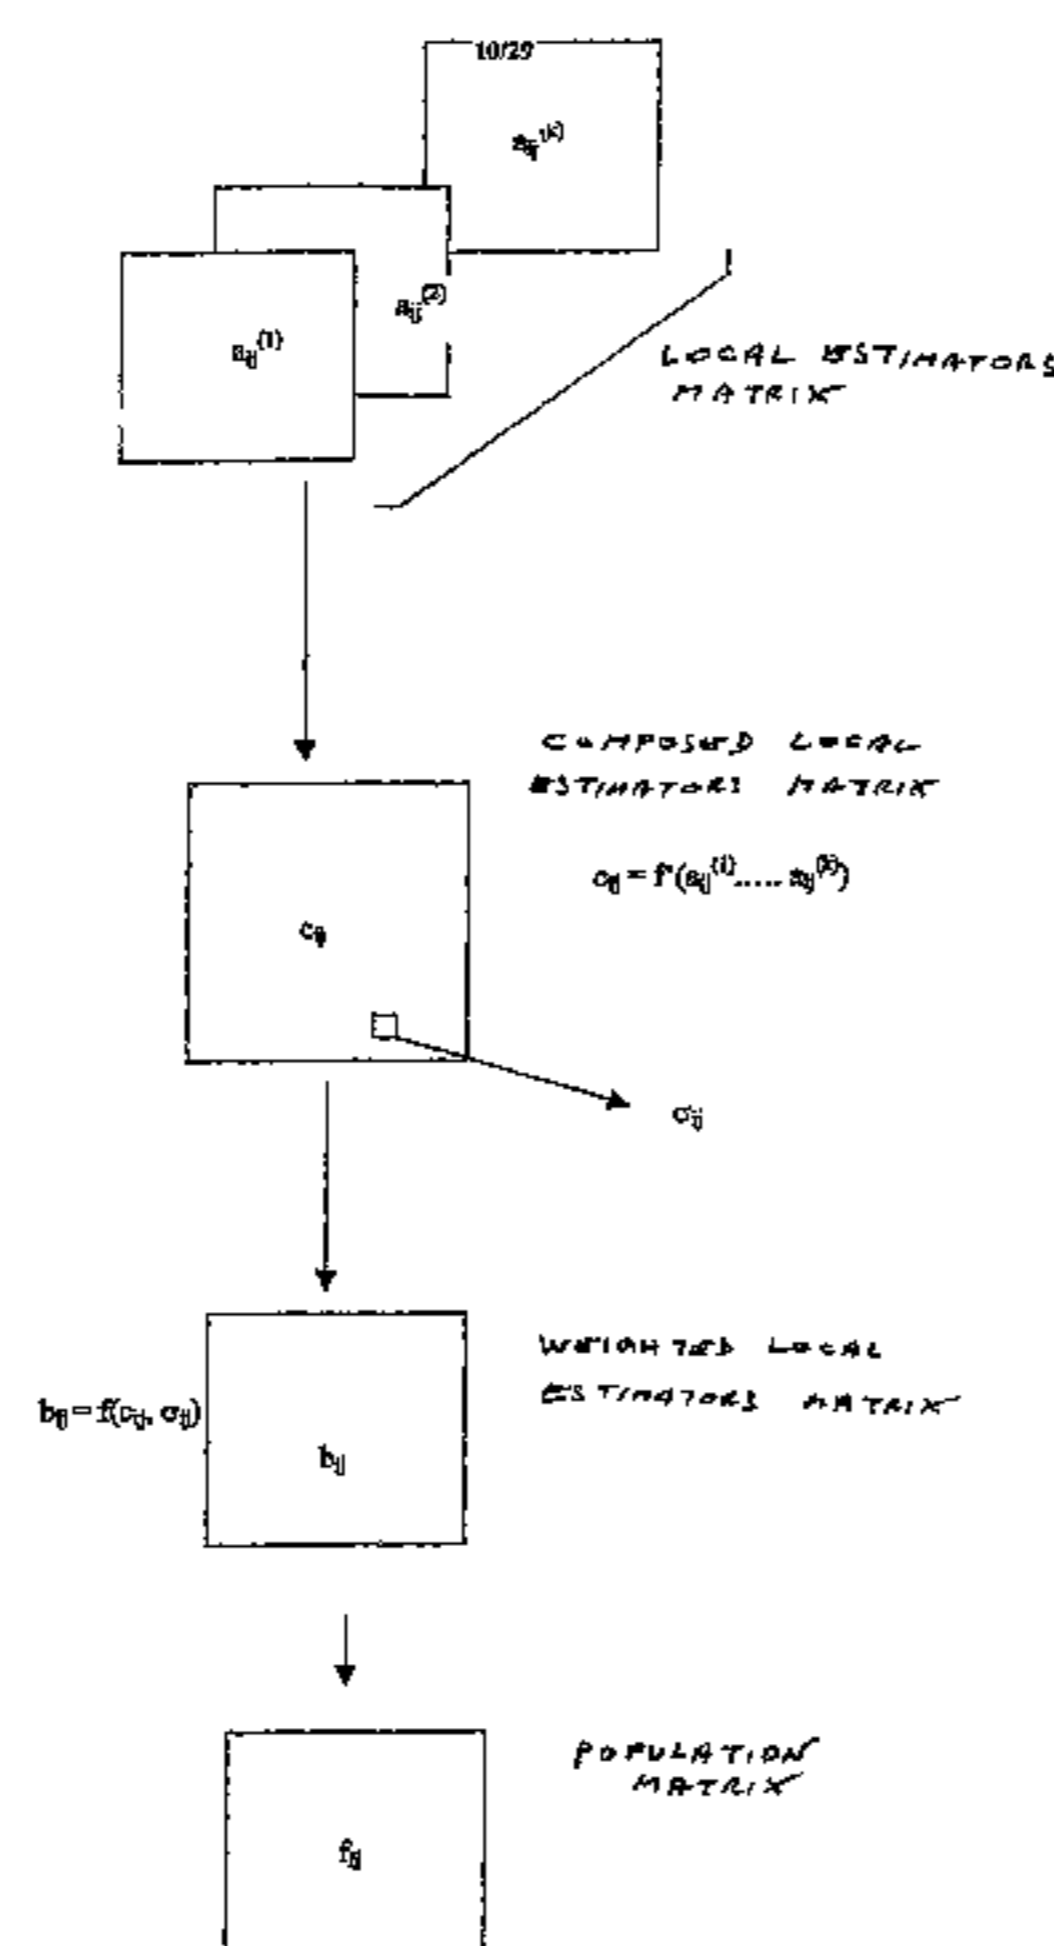 10/29
aij(k)
aij(2)
aij(1)
LOCAL ESTIMATORS
MATRIX
COMPOSED LOCAL
ESTIMATORS MATRIX
cij = f'(aij(1)..... aij(k))
cij
σij
WEIGHTED LOCAL
ESTIMATORS MATRIX
bij = f(cij, σij)
bij
POPULATION
MATRIX
fij